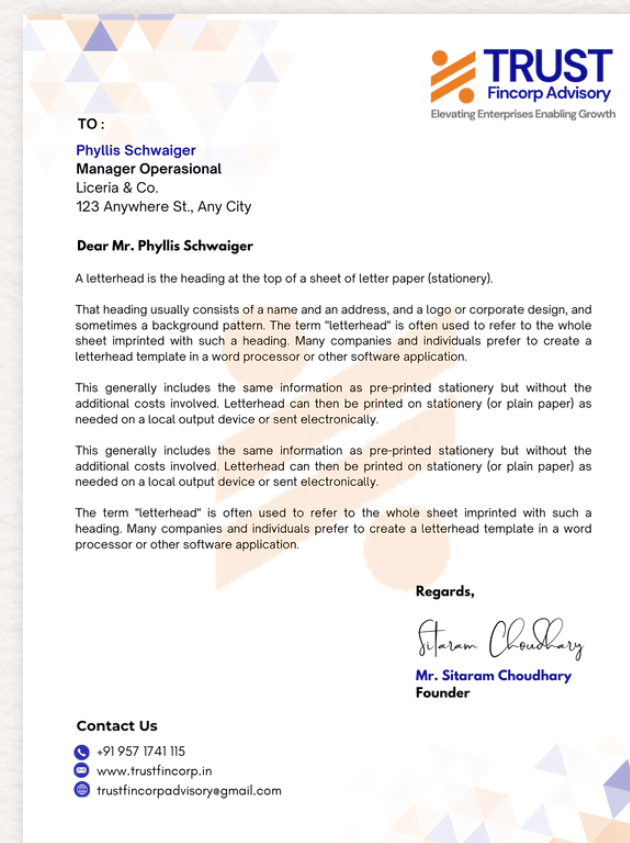 TRUST
Fincorp Advisory
Elevating Enterprises Enabling Growth
TO :
Phyllis Schwaiger
Manager Operasional
Liceria & Co.
123 Anywhere St., Any City
Dear Mr. Phyllis Schwaiger
A letterhead is the heading at the top of a sheet of letter paper (stationery).
That heading usually consists of a name and an address, and a logo or corporate design, and
sometimes a background pattern. The term "letterhead" is often used to refer to the whole
sheet imprinted with such a heading. Many companies and individuals prefer to create a
letterhead template in a word processor or other software application.
This generally includes the same information as pre-printed stationery but without the
additional costs involved. Letterhead can then be printed on stationery (or plain paper) as
needed on a local output device or sent electronically.
This generally includes the same information as pre-printed stationery but without the
additional costs involved. Letterhead can then be printed on stationery (or plain paper) as
needed on a local output device or sent electronically.
The term "letterhead" is often used to refer to the whole sheet imprinted with such a
heading. Many companies and individuals prefer to create a letterhead template in a word
processor or other software application.
Regards,
Sitaram Choudhary
Mr. Sitaram Choudhary
Founder
Contact Us
+91 957 1741 115
www.trustfincorp.in
trustfincorpadvisory@gmail.com